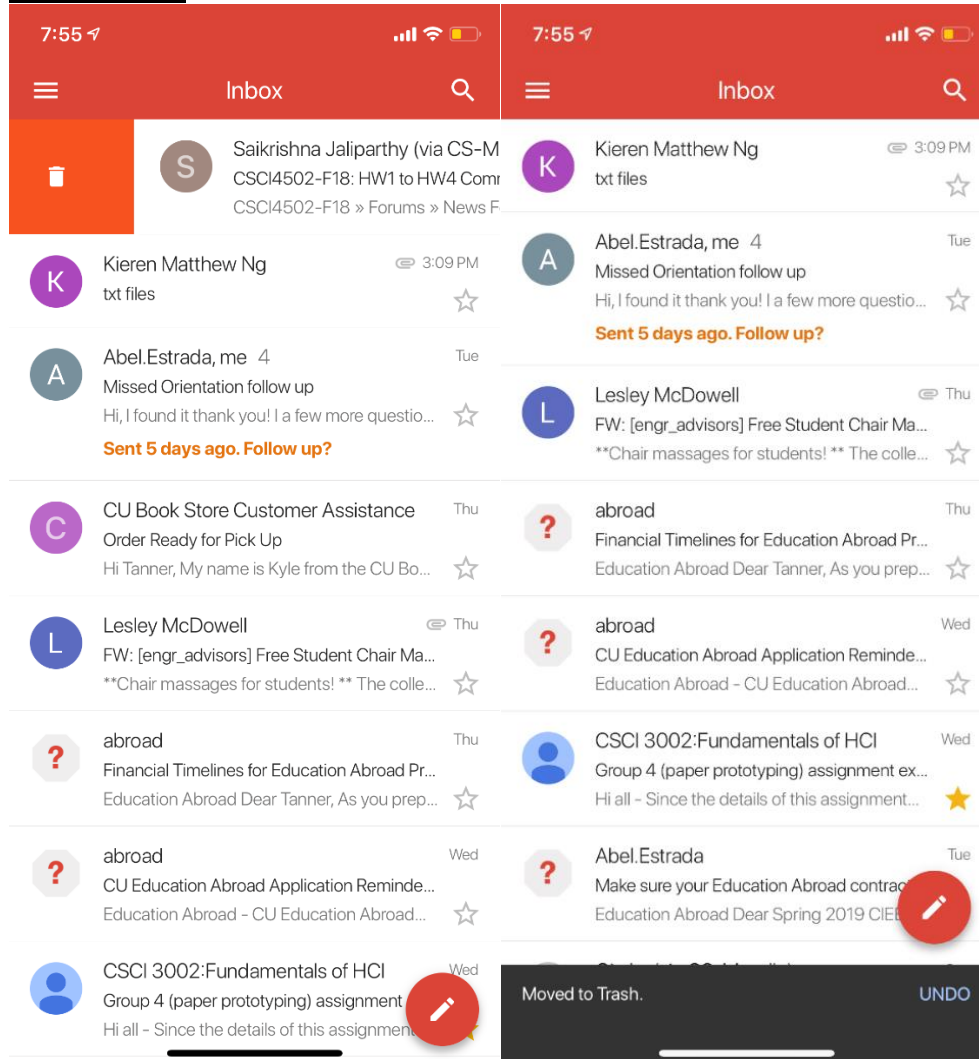 7:55
Inbox
Saikrishna Jaliparthy (via CS-M
CSCI4502-F18: HW1 to HW4 Com
CSCI4502-F18 » Forums » News F
K
S
Kieren Matthew Ng 3:09 PM
txt files
A
Abel.Estrada, me 4 Tue
Missed Orientation follow up
Hi, I found it thank you! I a few more questio...
Sent 5 days ago. Follow up?
C
CU Book Store Customer Assistance Thu
Order Ready for Pick Up
Hi Tanner, My name is Kyle from the CU Bo...
L
Lesley McDowell Thu
FW: [engr_advisors] Free Student Chair Ma...
**Chair massages for students! ** The colle...
?
abroad Thu
Financial Timelines for Education Abroad Pr...
Education Abroad Dear Tanner, As you prep...
?
abroad Wed
CU Education Abroad Application Reminde...
Education Abroad - CU Education Abroad...
CSCI 3002:Fundamentals of HCI Wed
Group 4 (paper prototyping) assignment
Hi all - Since the details of this assignment
7:55
Inbox
K
Kieren Matthew Ng 3:09 PM
txt files
A
Abel.Estrada, me 4 Tue
Missed Orientation follow up
Hi, I found it thank you! I a few more questio...
Sent 5 days ago. Follow up?
L
Lesley McDowell Thu
FW: [engr_advisors] Free Student Chair Ma...
**Chair massages for students! ** The colle...
?
abroad Thu
Financial Timelines for Education Abroad Pr...
Education Abroad Dear Tanner, As you prep...
?
abroad Wed
CU Education Abroad Application Reminde...
Education Abroad - CU Education Abroad...
CSCI 3002:Fundamentals of HCI Wed
Group 4 (paper prototyping) assignment ex...
Hi all - Since the details of this assignment...
?
Abel.Estrada Tue
Make sure your Education Abroad contrac
Education Abroad Dear Spring 2019 CIEE
Moved to Trash. UNDO